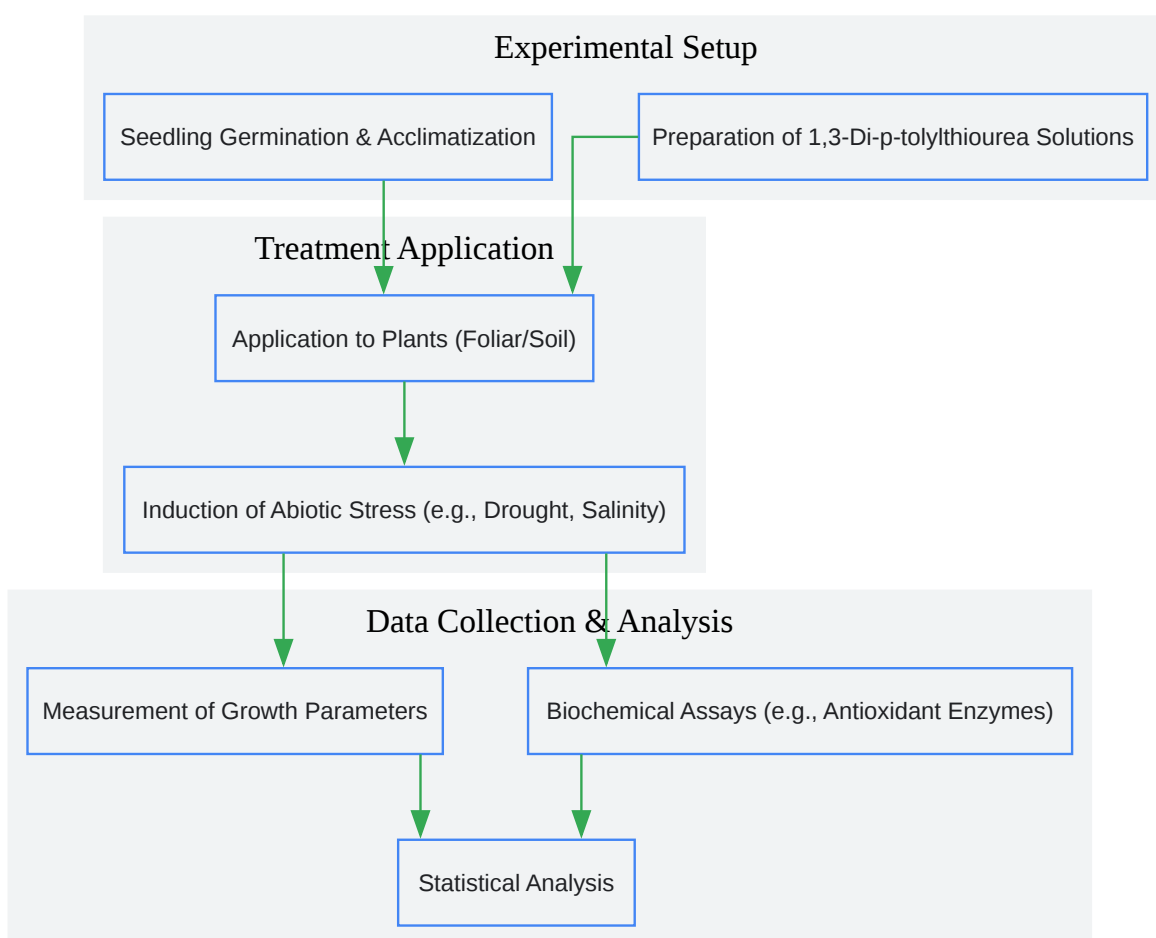 Experimental Setup
Seedling Germination & Acclimatization
Preparation of 1,3-Di-p-tolylthiourea Solutions
Treatment Application
Application to Plants (Foliar/Soil)
Induction of Abiotic Stress (e.g., Drought, Salinity)
Data Collection & Analysis
Measurement of Growth Parameters
Biochemical Assays (e.g., Antioxidant Enzymes)
Statistical Analysis